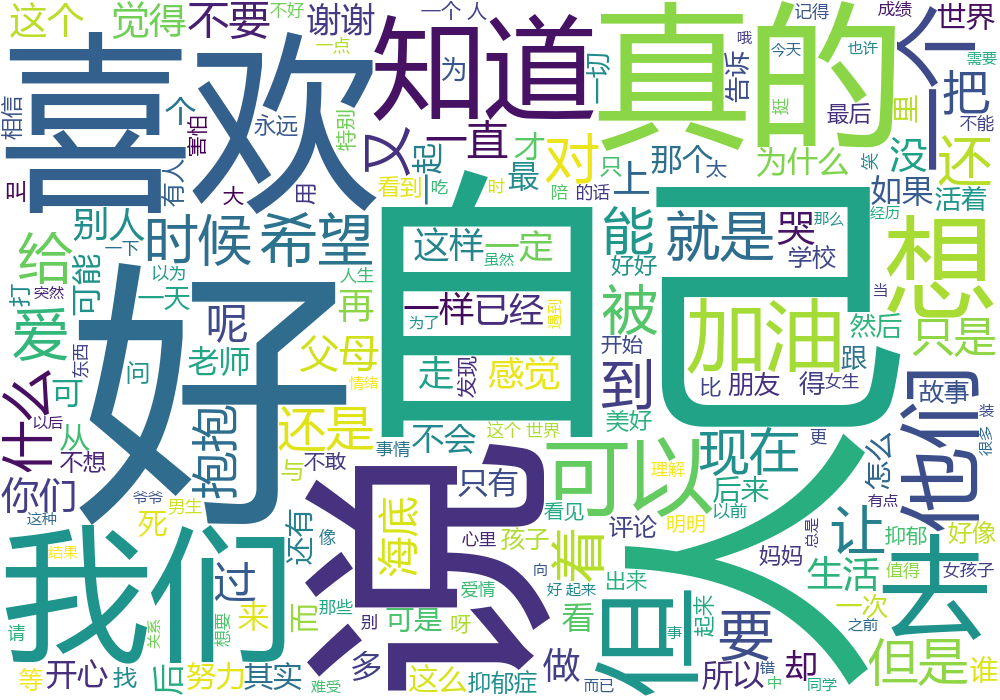 这个
觉得
不要
谢谢
不好
一个 人
记得
成绩
世界
一点
哦
今天
也许
需要
喜欢
知道
真的
一个
为
一切
告诉
挺
最后
里
把
不能
相信
个
害怕
永远
特别
又
一直
才
对
只
那个
太
为什么
笑
没
还
有人
一起
呈
大
用
看到
吃
时
最
陪
的话
上
如果
活着
别人
时候
希望
自己
这样
一定
虽然
能
就是
哭
那么
经历
学校
想
给
一下
可能
以为
一天
人生
再
好好
打
突然
好
一样
已经
为了
遇到
被
加油
当
然后
只是
爱
呢
父母
走
发现
感觉
到
开始
跟
东西
问
老师
情绪
比
朋友
得
女生
故事
他们
什么
可
以后
从
不想
抱抱
还是
不会
事情
这个 世界
美好
可以
现在
更
怎么
装
很多
你们
爷爷
与
不敢
没
海底
只有
看见
理解
后来
以前
有点
这种
死
男生
还有
像
心里
孩子
着
评论
明明
让
总是
抑郁
好像
我们
结果
过
来
而
那些
向
爱情
好 起来
出来
人
但
妈妈
生活
值得
女孩子
去
请
关系
想要
别
可是
呀
看
事
起来
要
一次
之前
等
开心
找
后
努力
其实
难受
多
说
这么
抑郁症
做
而已
所以
错
中
却
同学
但是
谁